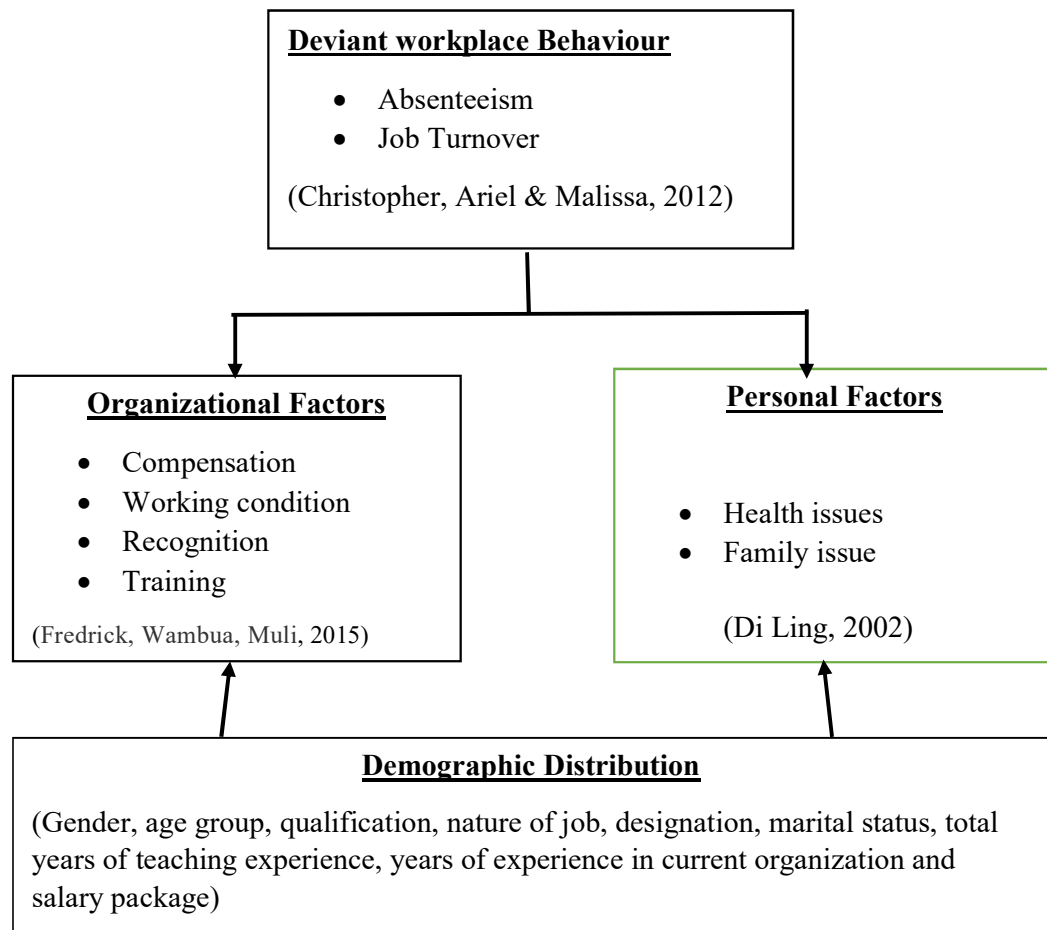 Deviant workplace Behaviour
• Absenteeism
• Job Turnover
(Christopher, Ariel & Malissa, 2012)
Organizational Factors
• Compensation
• Working condition
• Recognition
• Training
(Fredrick, Wambua, Muli, 2015)
Personal Factors
• Health issues
• Family issue
(Di Ling, 2002)
Demographic Distribution
(Gender, age group, qualification, nature of job, designation, marital status, total
years of teaching experience, years of experience in current organization and
salary package)